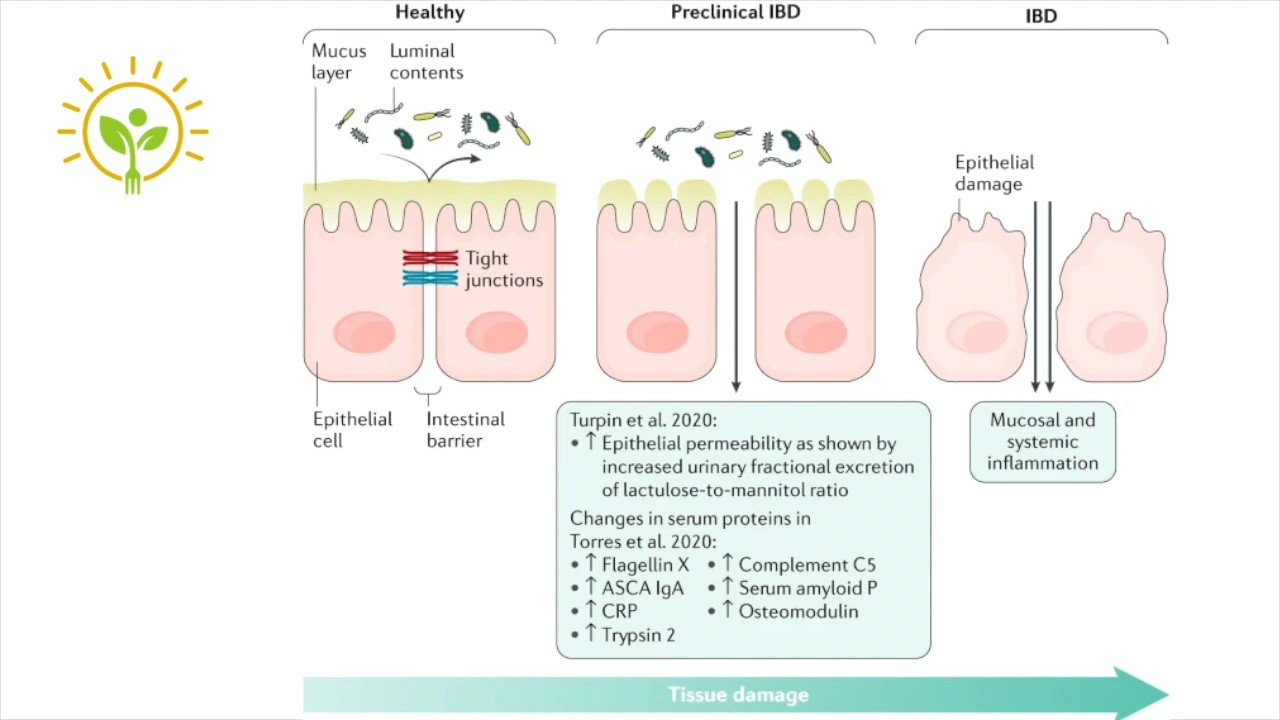 Healthy
Preclinical IBD
IBD
Mucus
layer
Luminal
contents
Epithelial
damage
Tight
junctions
Epithelial
cell
Intestinal
barrier
Turpin et al. 2020:
• ↑ Epithelial permeability as shown by
increased urinary fractional excretion
of lactulose-to-mannitol ratio
Changes in serum proteins in
Torres et al. 2020:
• ↑ Flagellin X • ↑ Complement C5
• ↑ ASCA IgA • ↑ Serum amyloid P
• ↑ CRP • ↑ Osteomodulin
• ↑ Trypsin 2
Mucosal and
systemic
inflammation
Tissue damage